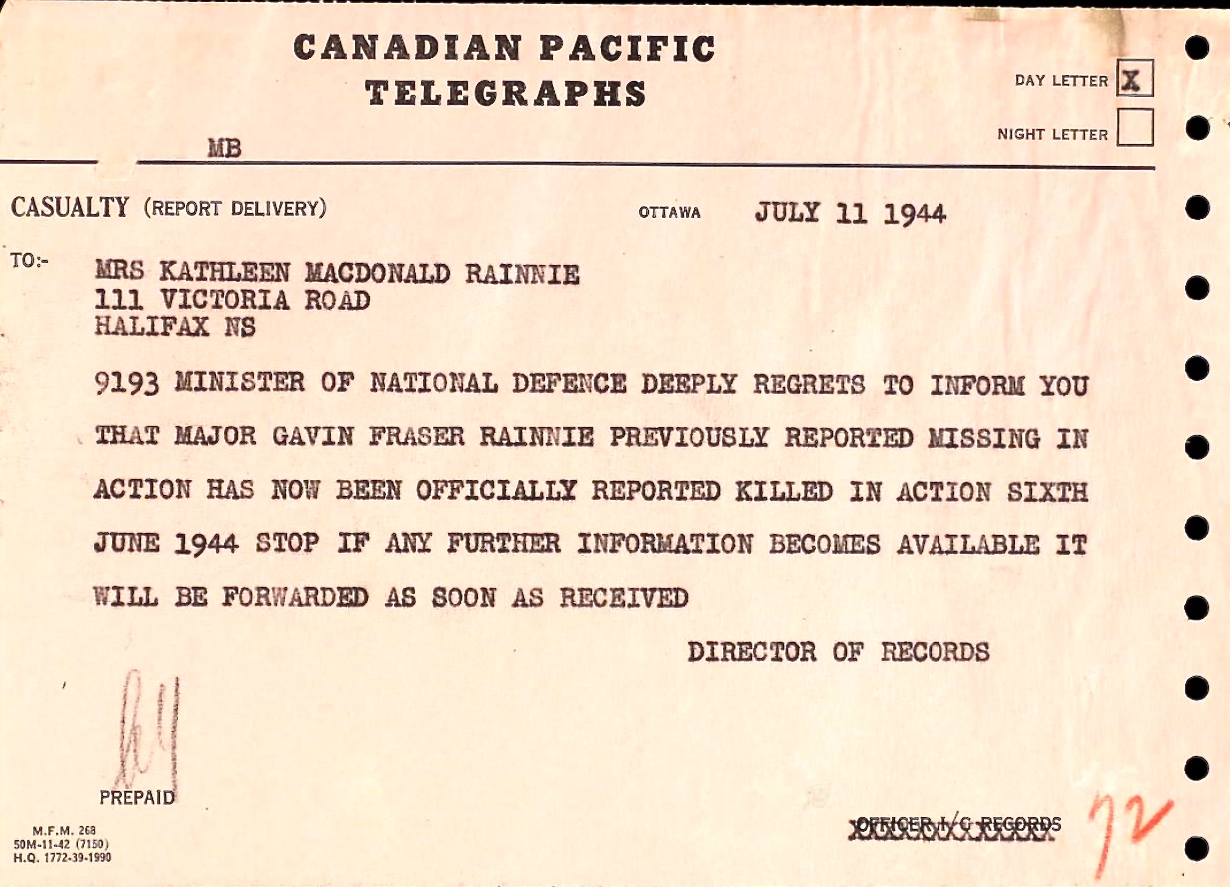 CANADIAN PACIFIC
TELEGRAPHS
DAY LETTER X
NIGHT LETTER
MB
CASUALTY (REPORT DELIVERY) OTTAWA JULY 11 1944
TO:- MRS KATHLEEN MACDONALD RAINNIE
111 VICTORIA ROAD
HALIFAX NS
9193 MINISTER OF NATIONAL DEFENCE DEEPLY REGRETS TO INFORM YOU
THAT MAJOR GAVIN FRASER RAINNIE PREVIOUSLY REPORTED MISSING IN
ACTION HAS NOW BEEN OFFICIALLY REPORTED KILLED IN ACTION SIXTH
JUNE 1944 STOP IF ANY FURTHER INFORMATION BECOMES AVAILABLE IT
WILL BE FORWARDED AS SOON AS RECEIVED
DIRECTOR OF RECORDS
PREPAID
OFFICER I/C RECORDS
72
M.F.M. 268
50M-11-42 (7150)
H.Q. 1772-39-1990